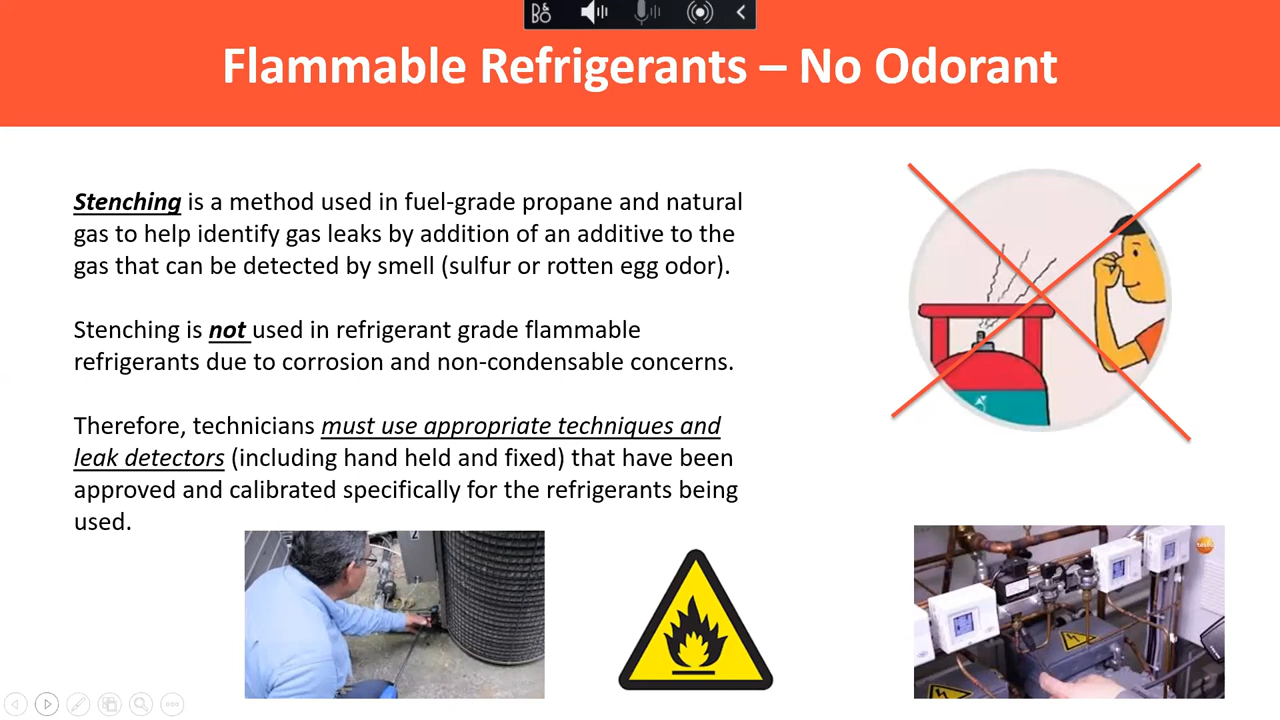 B&O
Flammable Refrigerants – No Odorant
Stenching is a method used in fuel-grade propane and natural
gas to help identify gas leaks by addition of an additive to the
gas that can be detected by smell (sulfur or rotten egg odor).
Stenching is not used in refrigerant grade flammable
refrigerants due to corrosion and non-condensable concerns.
Therefore, technicians must use appropriate techniques and
leak detectors (including hand held and fixed) that have been
approved and calibrated specifically for the refrigerants being
used.
2
testo